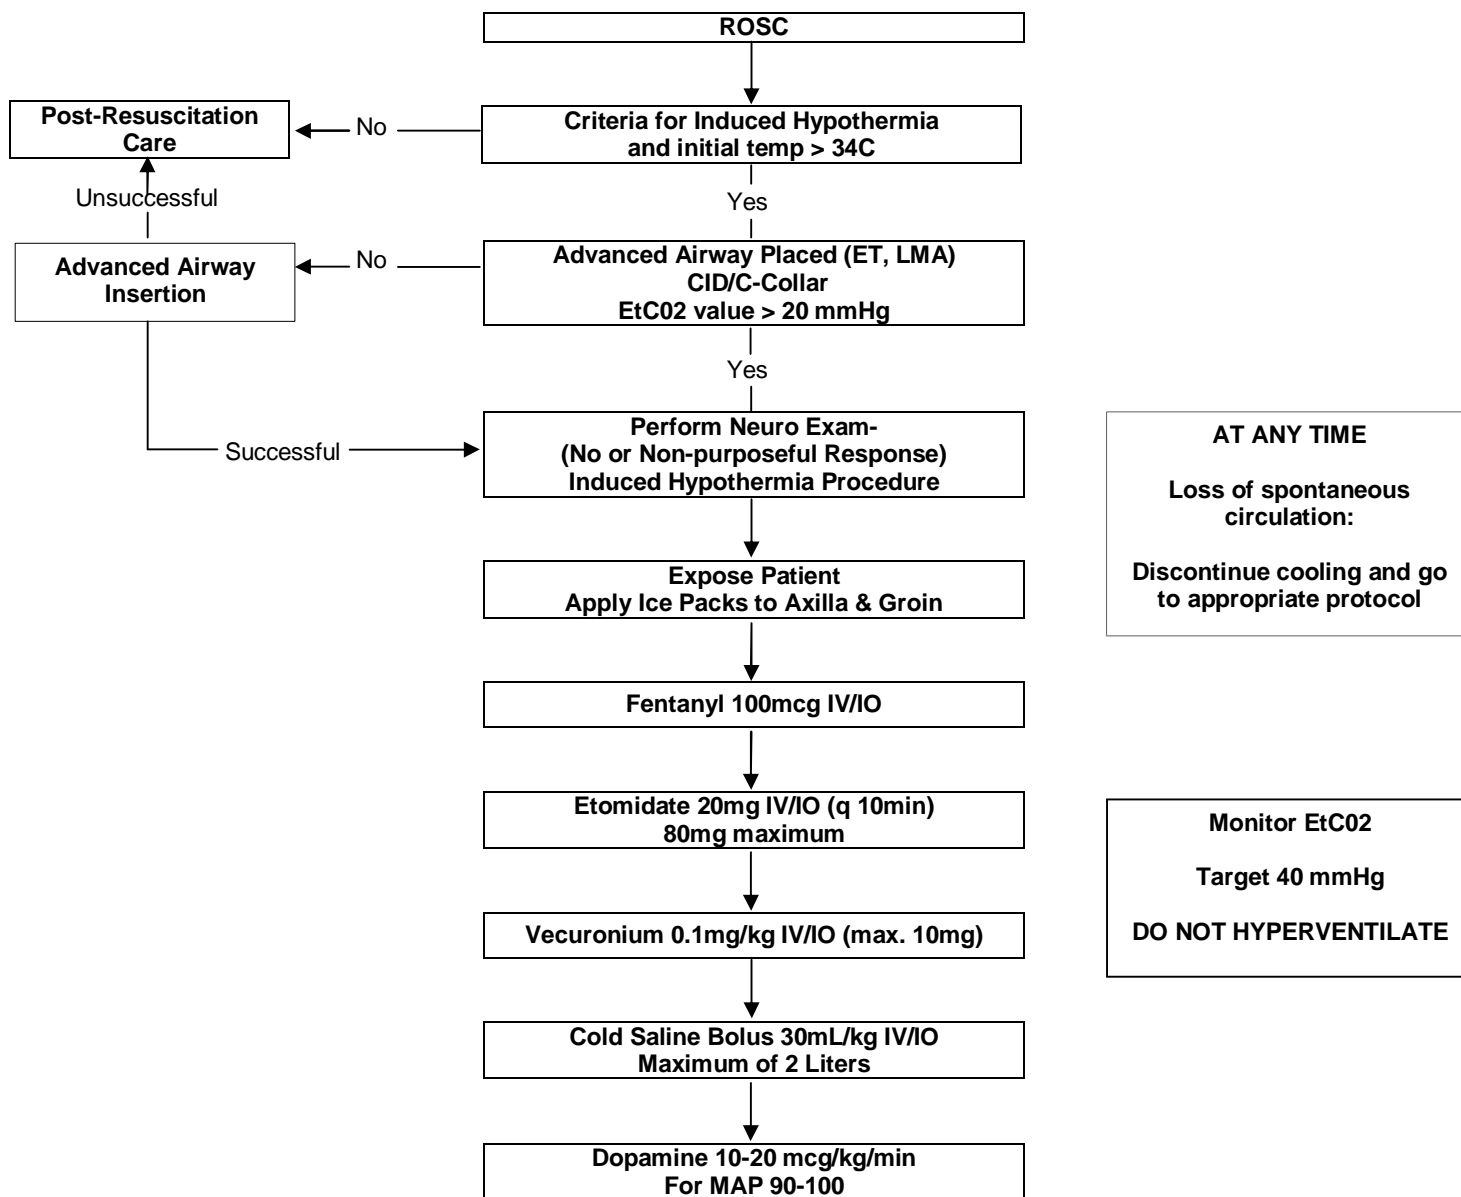 ROSC
Post-Resuscitation
Care
No
Criteria for Induced Hypothermia
and initial temp > 34C
Unsuccessful
Yes
Advanced Airway
Insertion
No
Advanced Airway Placed (ET, LMA)
CID/C-Collar
EtC02 value > 20 mmHg
Yes
Successful
Perform Neuro Exam-
(No or Non-purposeful Response)
Induced Hypothermia Procedure
AT ANY TIME
Loss of spontaneous
circulation:
Discontinue cooling and go
to appropriate protocol
Expose Patient
Apply Ice Packs to Axilla & Groin
Fentanyl 100mcg IV/IO
Etomidate 20mg IV/IO (q 10min)
80mg maximum
Monitor EtC02
Target 40 mmHg
DO NOT HYPERVENTILATE
Vecuronium 0.1mg/kg IV/IO (max. 10mg)
Cold Saline Bolus 30mL/kg IV/IO
Maximum of 2 Liters
Dopamine 10-20 mcg/kg/min
For MAP 90-100